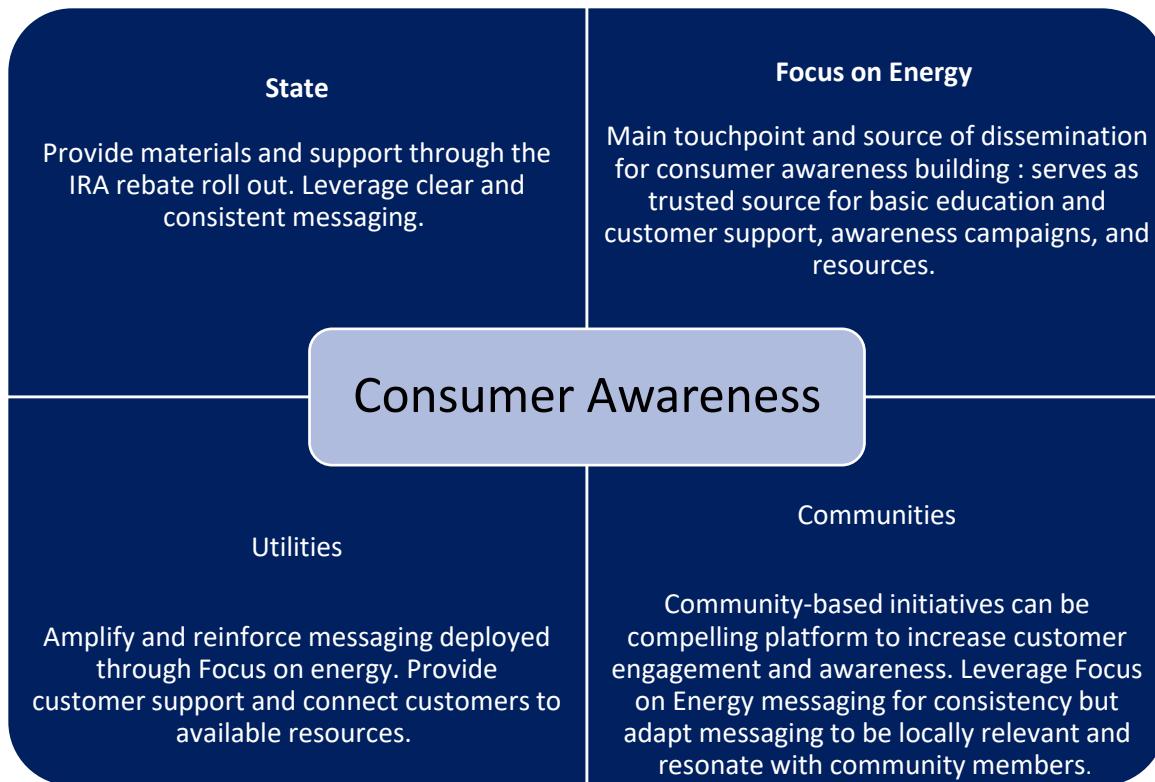 State
Provide materials and support through the
IRA rebate roll out. Leverage clear and
consistent messaging.
Focus on Energy
Main touchpoint and source of dissemination
for consumer awareness building : serves as
trusted source for basic education and
customer support, awareness campaigns, and
resources.
Consumer Awareness
Utilities
Amplify and reinforce messaging deployed
through Focus on energy. Provide
customer support and connect customers to
available resources.
Communities
Community-based initiatives can be
compelling platform to increase customer
engagement and awareness. Leverage Focus
on Energy messaging for consistency but
adapt messaging to be locally relevant and
resonate with community members.